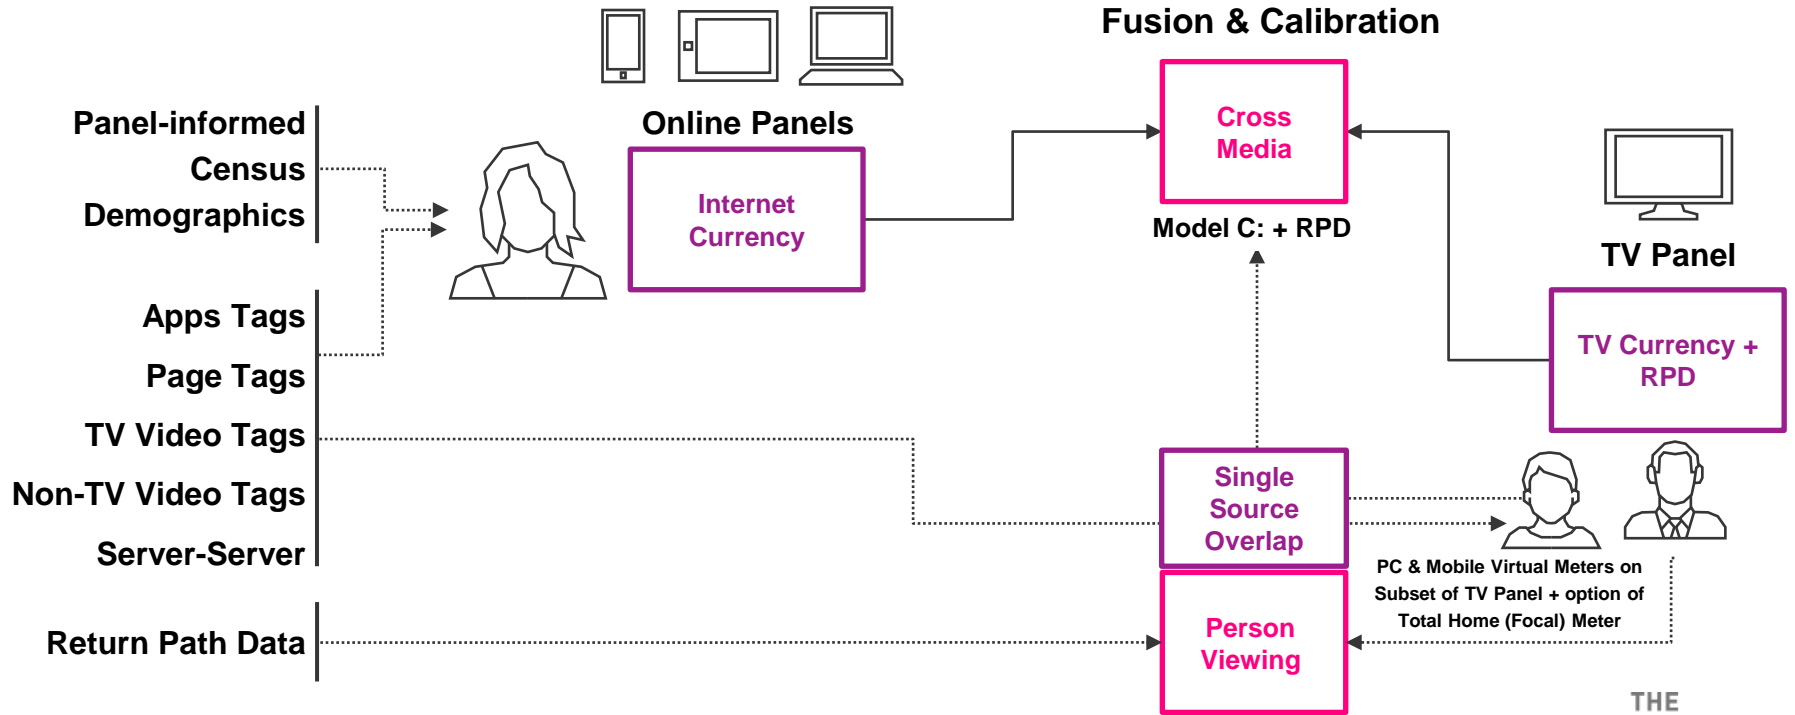 Fusion & Calibration
Panel-informed
Census
Demographics
Online Panels
Internet
Currency
Cross
Media
Model C: + RPD
TV Panel
TV Currency +
RPD
Apps Tags
Page Tags
TV Video Tags
Non-TV Video Tags
Server-Server
Single
Source
Overlap
PC & Mobile Virtual Meters on
Subset of TV Panel + option of
Total Home (Focal) Meter
Return Path Data
Person
Viewing
THE